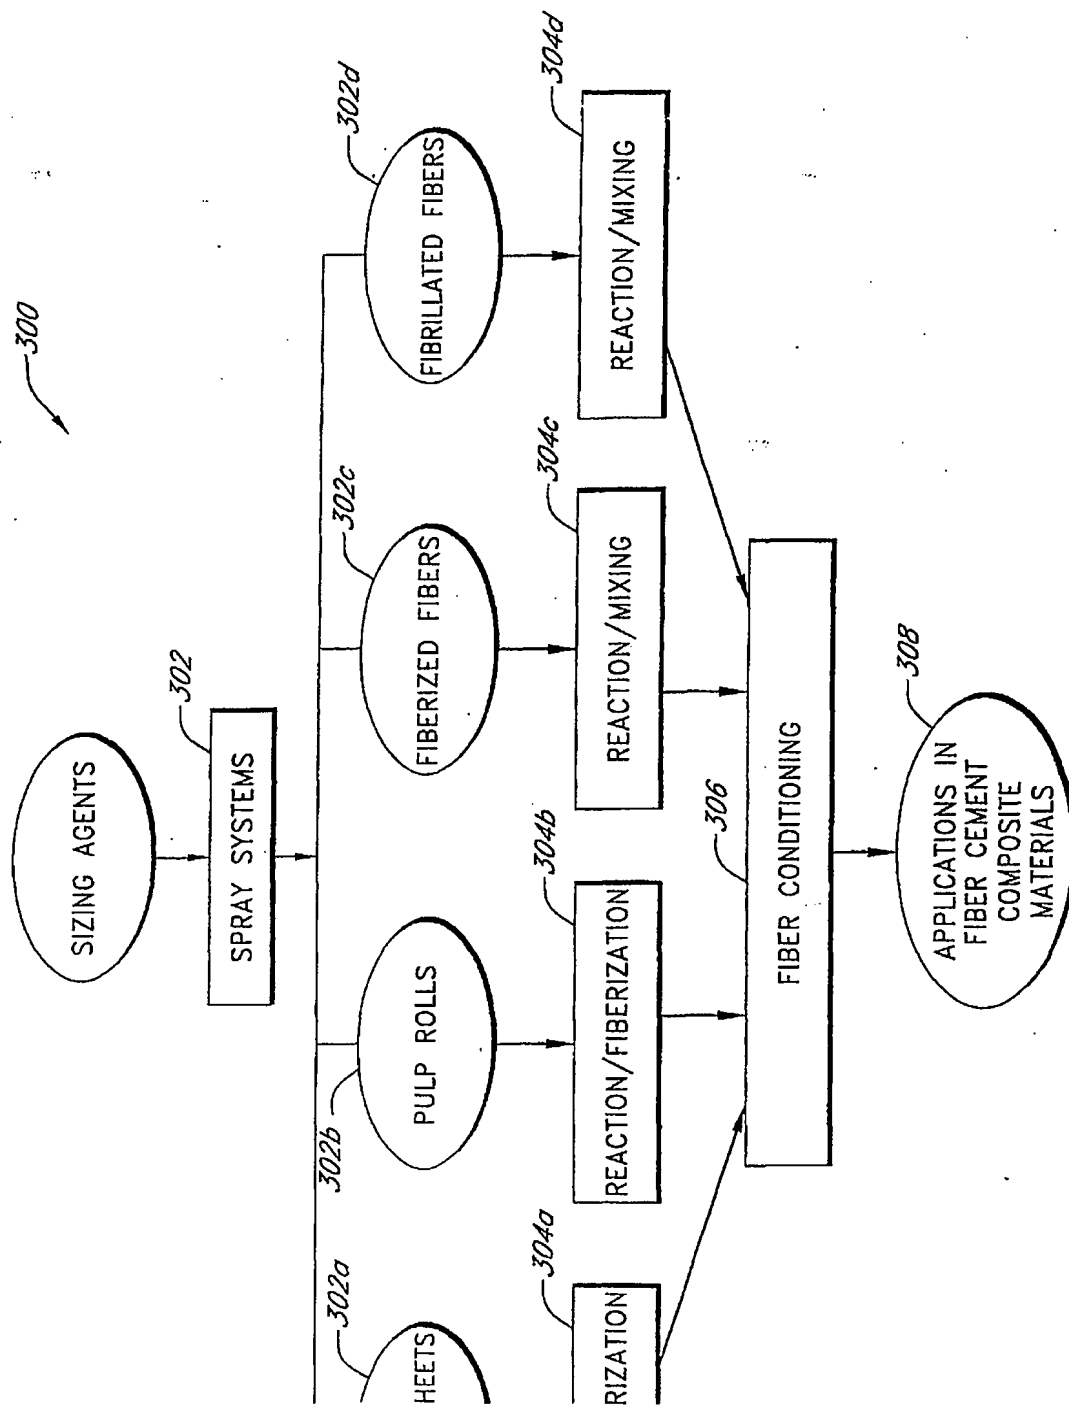 300
SIZING AGENTS
302
SPRAY SYSTEMS
302a
HEETS
302b
PULP ROLLS
302c
FIBERIZED FIBERS
302d
FIBRILLATED FIBERS
304a
RIZATION
304b
REACTION/FIBERIZATION
304c
REACTION/MIXING
304d
REACTION/MIXING
306
FIBER CONDITIONING
308
APPLICATIONS IN
FIBER CEMENT
COMPOSITE
MATERIALS